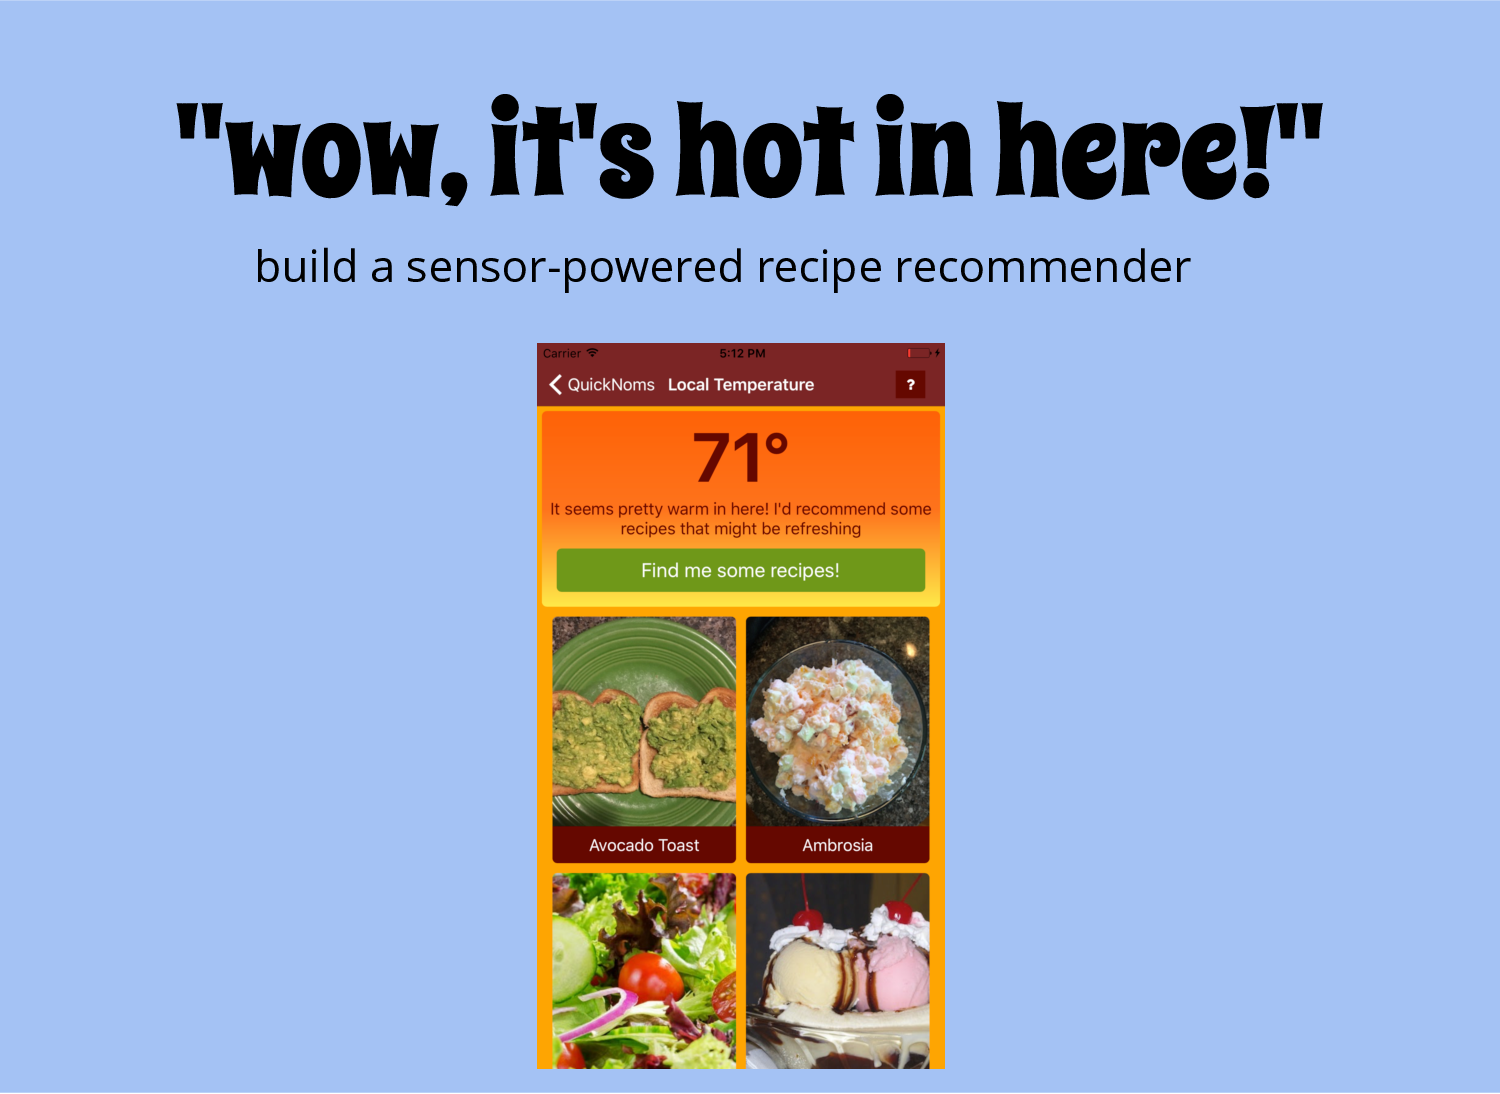 "wow, it's hot in here!"
build a sensor-powered recipe recommender
Carrier 5:12 PM
QuickNoms Local Temperature ?
71°
It seems pretty warm in here! I'd recommend some
recipes that might be refreshing
Find me some recipes!
Avocado Toast Ambrosia